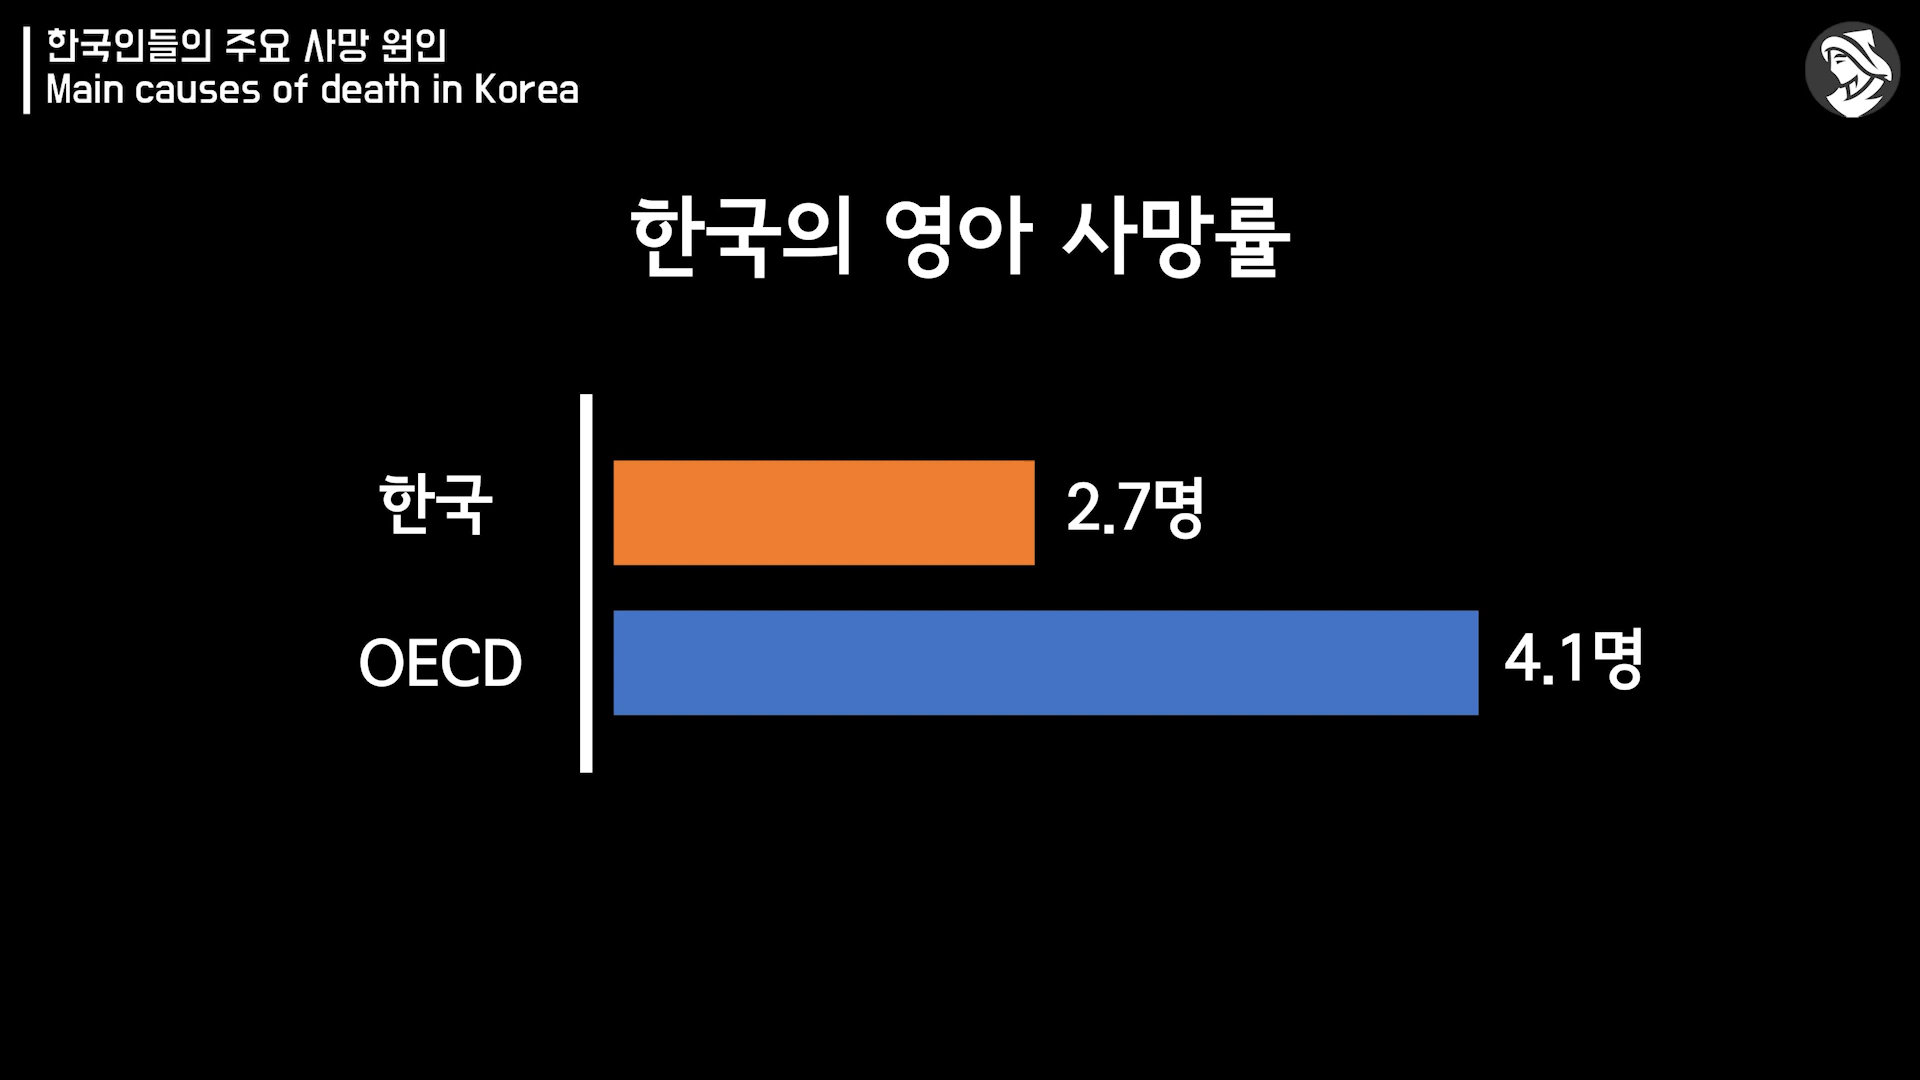 한국인들의 주요 사망 원인
Main causes of death in Korea
한국의 영아 사망률
한국 2.7명
OECD 4.1명